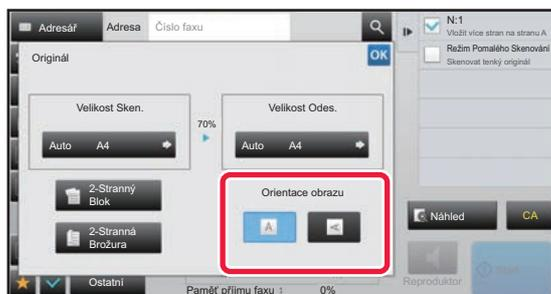 Adresář
Adresa
Číslo faxu
N:1
Vložit více stran na stranu A
Režim Pomalého Skenování
Skenovat tenký originál
Originál
OK
Velikost Sken.
70%
Velikost Odes.
Auto A4
Auto A4
2-Stranný
Blok
Orientace obrazu
A
A
2-Stranná
Brožura
Náhled
CA
Ostatní
Paměť příjmu faxu :
0%
Reproduktor
Start